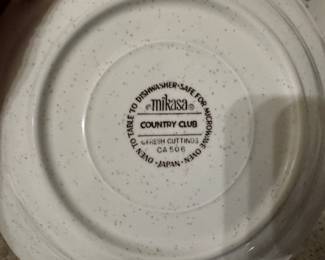 OVEN TO TABLE TO DISHWASHER • SAFE FOR MICROWAVE OVEN • JAPAN •
mikasa ®
COUNTRY CLUB
FRESH CUTTINGS
CA 506